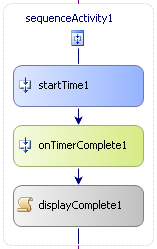 sequenceActivity1
startTime1
onTimerComplete1
displayComplete1